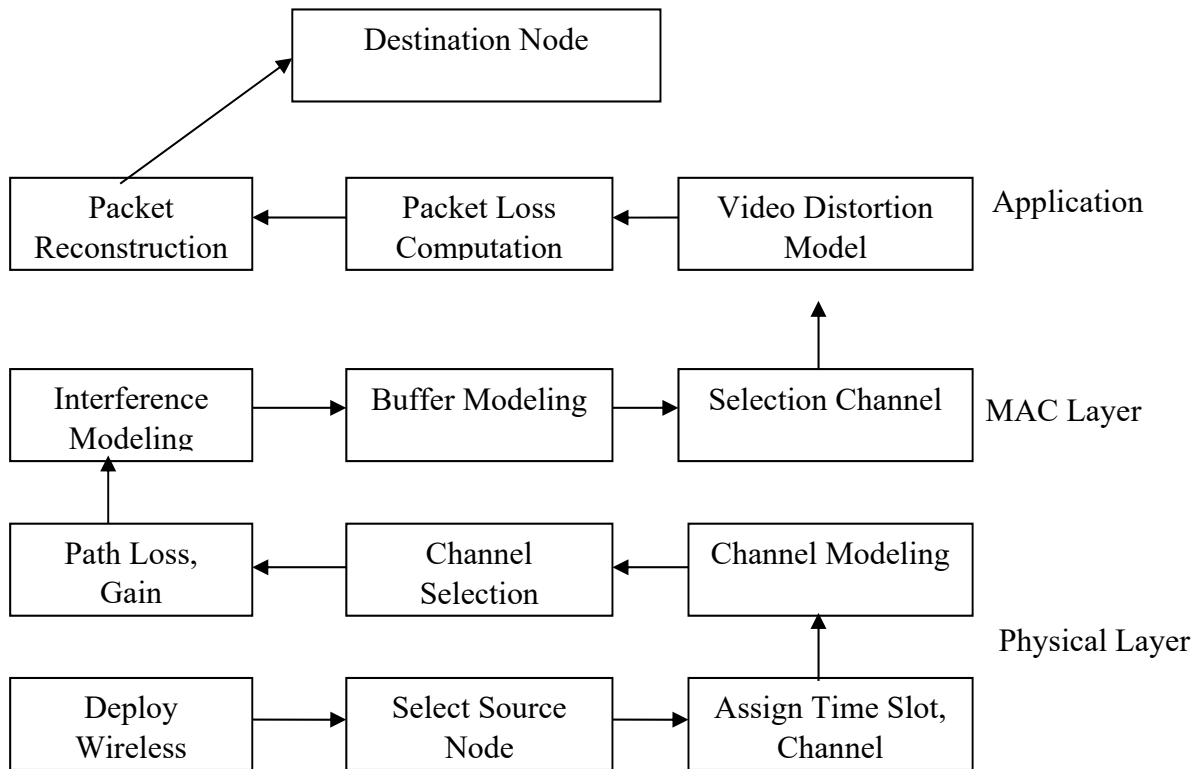 Destination Node
Packet
Reconstruction
Packet Loss
Computation
Video Distortion
Model
Application
Interference
Modeling
Buffer Modeling
Selection Channel
MAC Layer
Path Loss,
Gain
Channel
Selection
Channel Modeling
Physical Layer
Deploy
Wireless
Select Source
Node
Assign Time Slot,
Channel